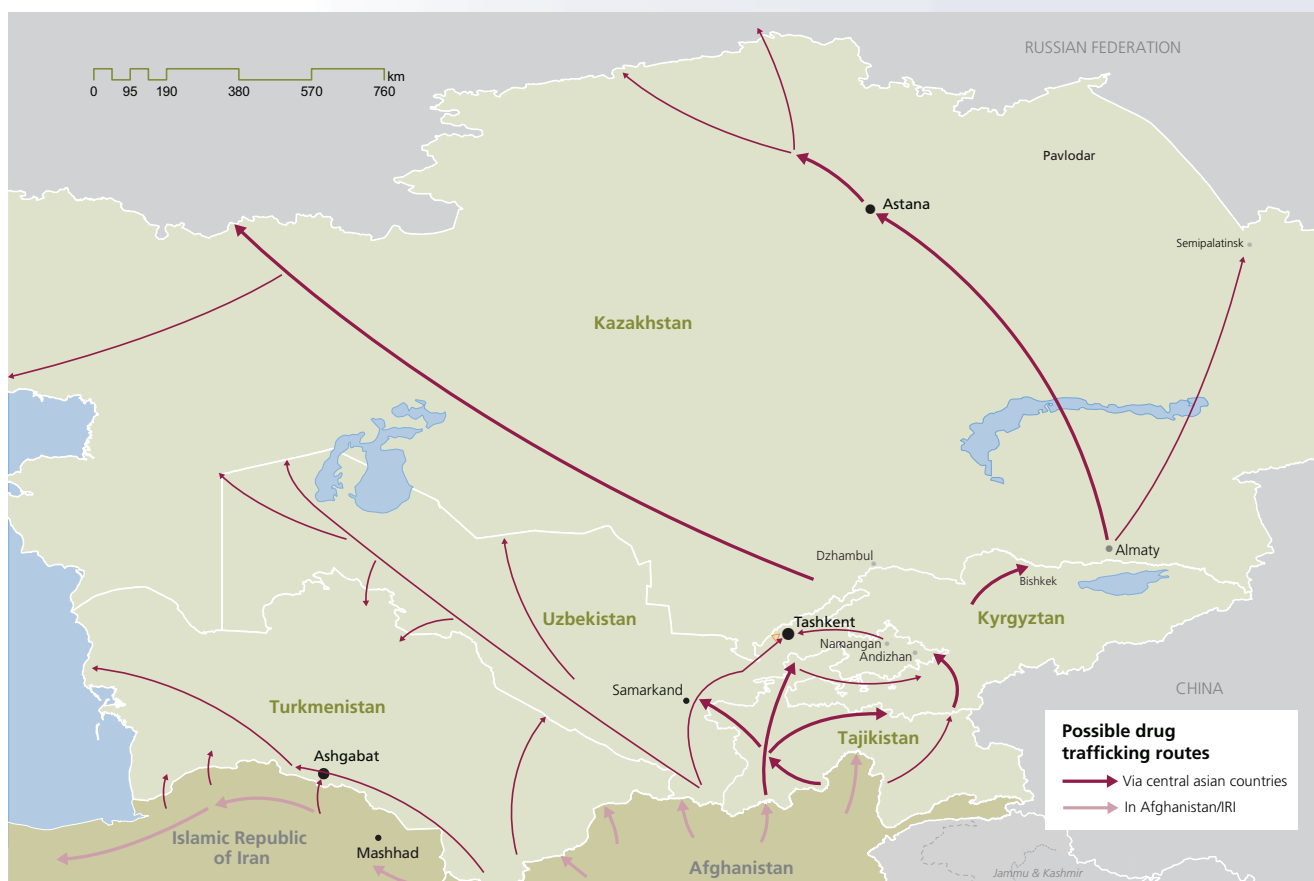 RUSSIAN FEDERATION
km
0 95 190 380 570 760
Pavlodar
Astana
Semipalatinsk
Kazakhstan
Dzhambul
Almaty
Bishkek
Kyrgyztan
Uzbekistan
Tashkent
Namangan
Andizhan
Samarkand
CHINA
Turkmenistan
Tajikistan
Ashgabat
Possible drug
trafficking routes
Via central asian countries
In Afghanistan/IRI
Islamic Republic
of Iran
Mashhad
Afghanistan
Jammu & Kashmir